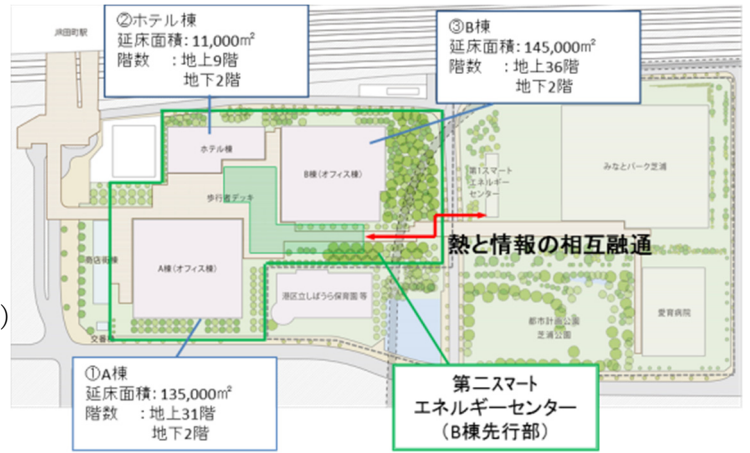 JR田町駅
②ホテル棟
延床面積：11,000㎡
階数　：地上9階
地下2階
③B棟
延床面積：145,000㎡
階数　：地上36階
地下2階
ホテル棟
B棟（オフィス棟）
歩行者デッキ
第1スマート
エネルギー
センター
みなとパーク芝浦
熱と情報の相互融通
商店街棟
A棟（オフィス棟）
港区立しばうら保育園 等
都市計画公園
芝浦公園
愛育病院
交番
)
①A棟
延床面積：135,000㎡
階数　：地上31階
地下2階
第二スマート
エネルギーセンター
（B棟先行部）